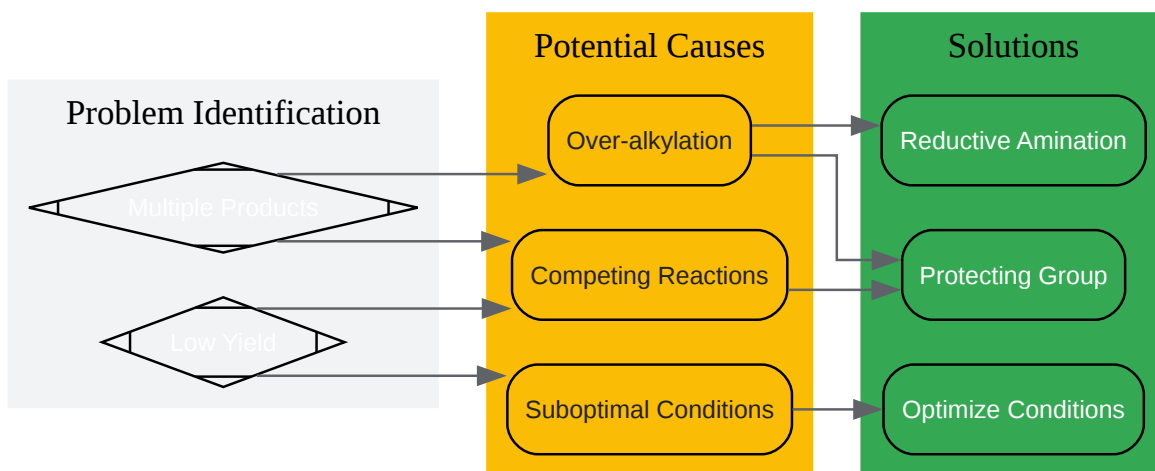 Problem Identification
Multiple Products
Low Yield
Potential Causes
Over-alkylation
Competing Reactions
Suboptimal Conditions
Solutions
Reductive Amination
Protecting Group
Optimize Conditions